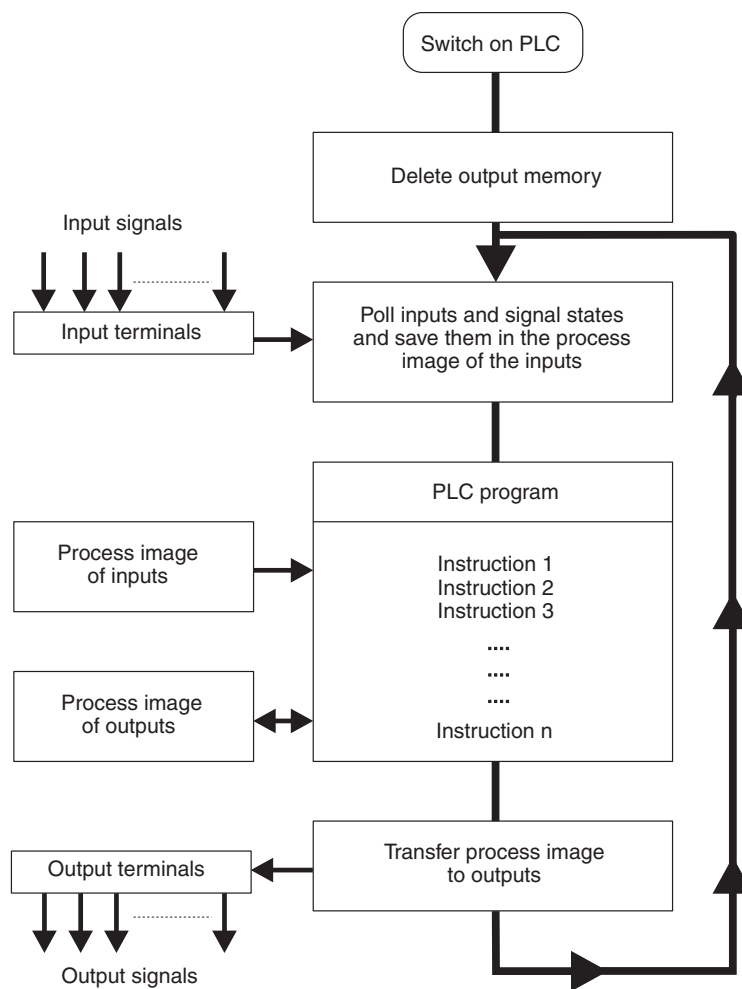 Switch on PLC
Delete output memory
Input signals
Input terminals
Poll inputs and signal states
and save them in the process
image of the inputs
PLC program
Process image
of inputs
Instruction 1
Instruction 2
Instruction 3
....
....
....
Instruction n
Process image
of outputs
Output terminals
Transfer process image
to outputs
Output signals